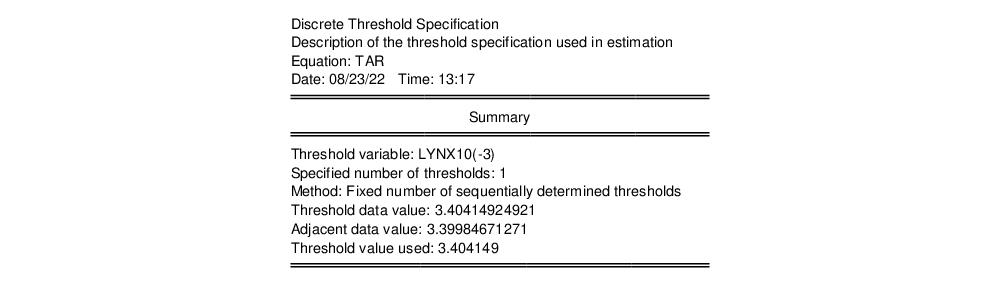 Discrete Threshold Specification
Description of the threshold specification used in estimation
Equation: TAR
Date: 08/23/22 Time: 13:17
Summary
Threshold variable: LYNX10(-3)
Specified number of thresholds: 1
Method: Fixed number of sequentially determined thresholds
Threshold data value: 3.40414924921
Adjacent data value: 3.39984671271
Threshold value used: 3.404149